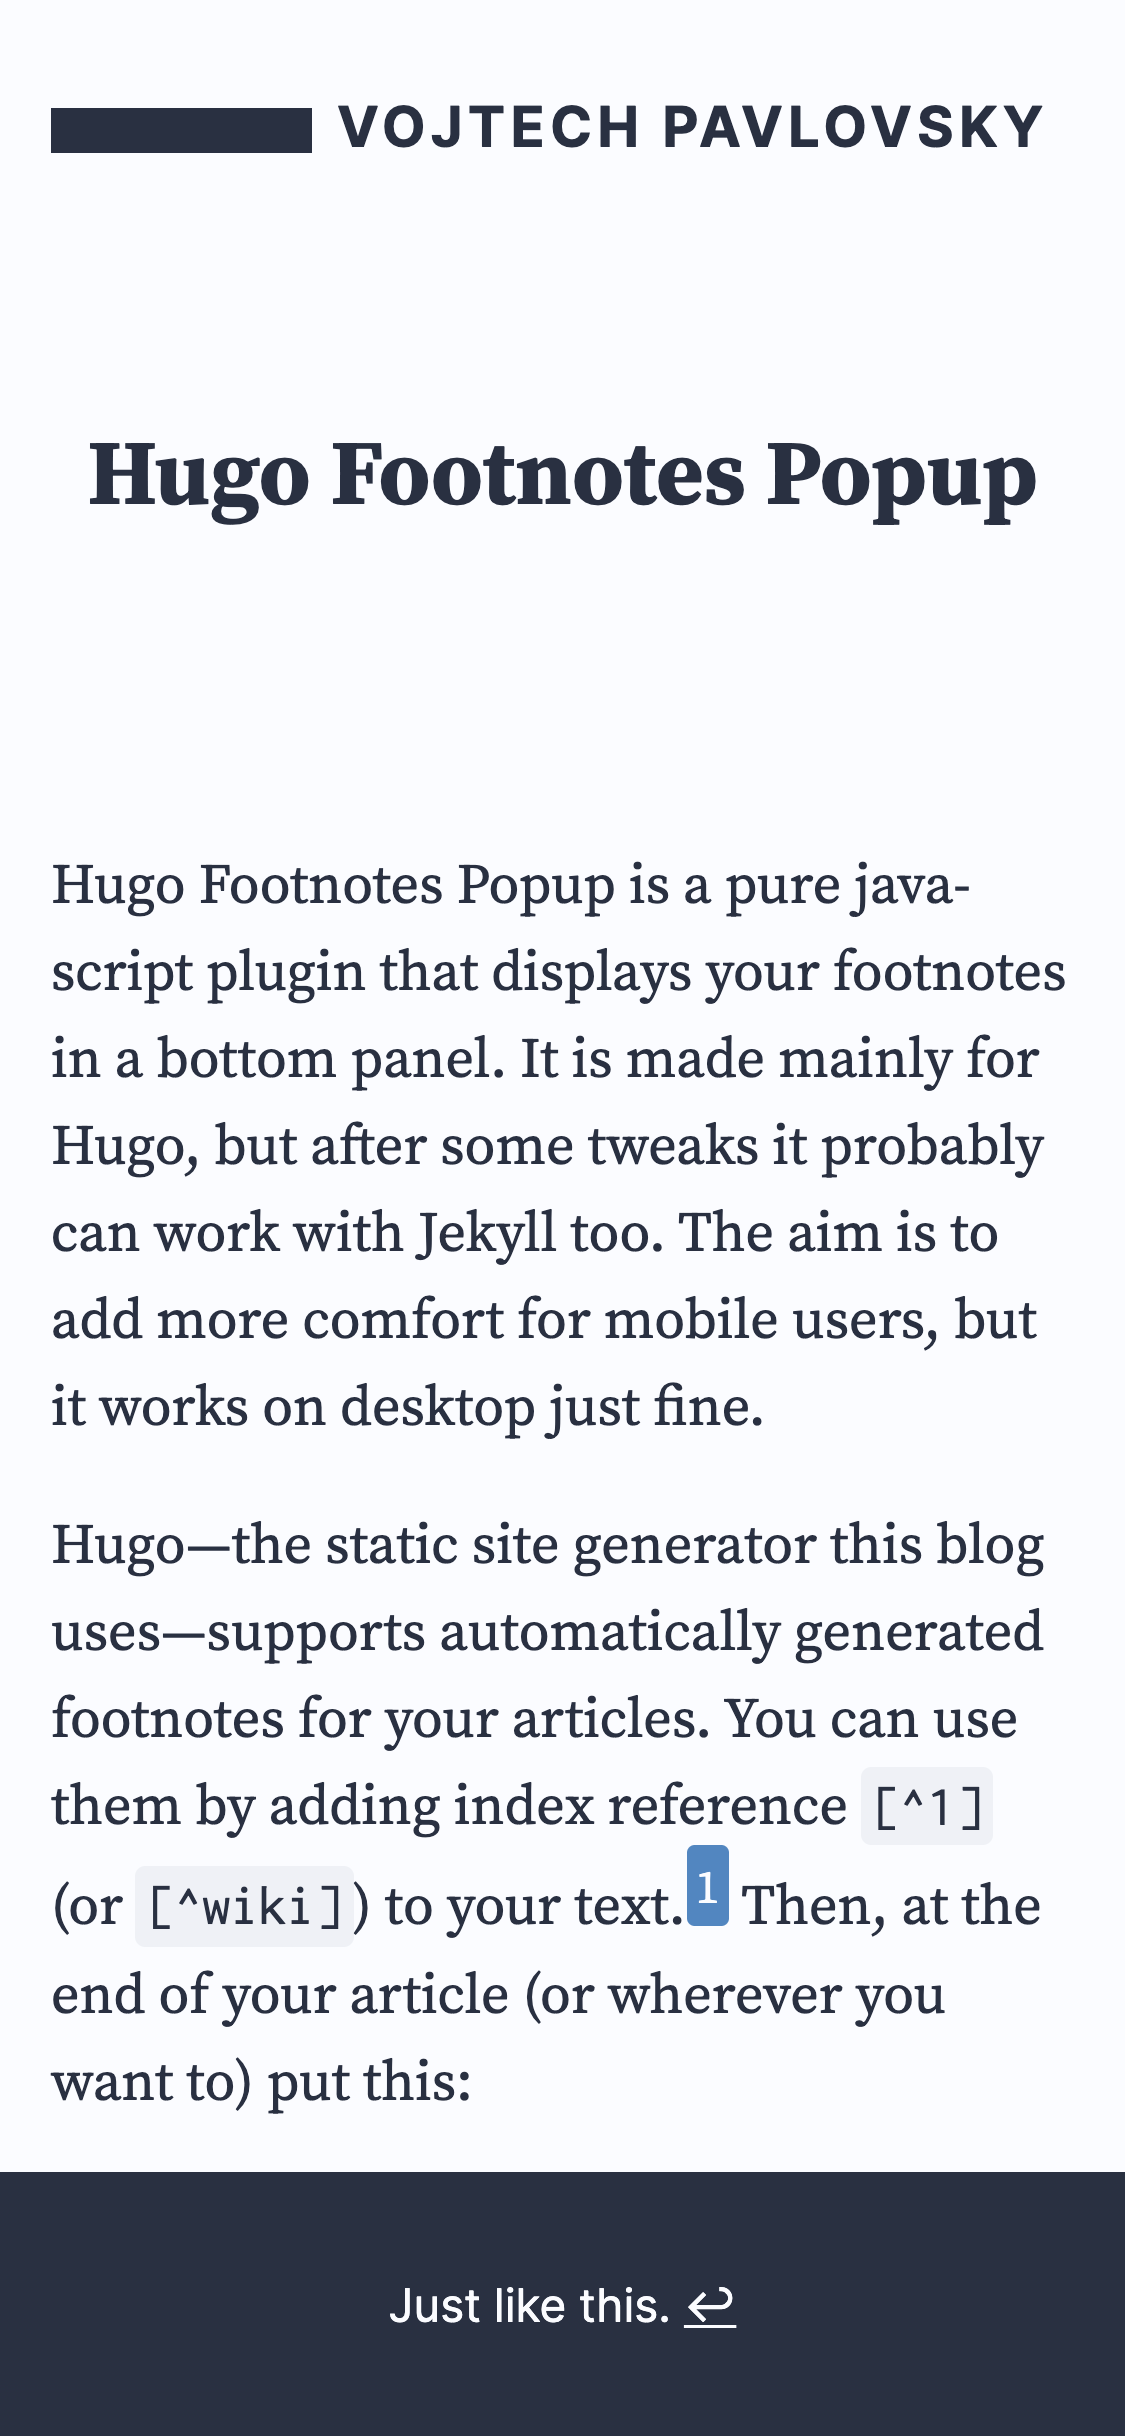 VOJTECH PAVLOVSKY
Hugo Footnotes Popup
Hugo Footnotes Popup is a pure java-
script plugin that displays your footnotes
in a bottom panel. It is made mainly for
Hugo, but after some tweaks it probably
can work with Jekyll too. The aim is to
add more comfort for mobile users, but
it works on desktop just fine.
Hugo—the static site generator this blog
uses—supports automatically generated
footnotes for your articles. You can use
them by adding index reference [^1]
(or [^wiki]) to your text.1 Then, at the
end of your article (or wherever you
want to) put this:
Just like this. ↩